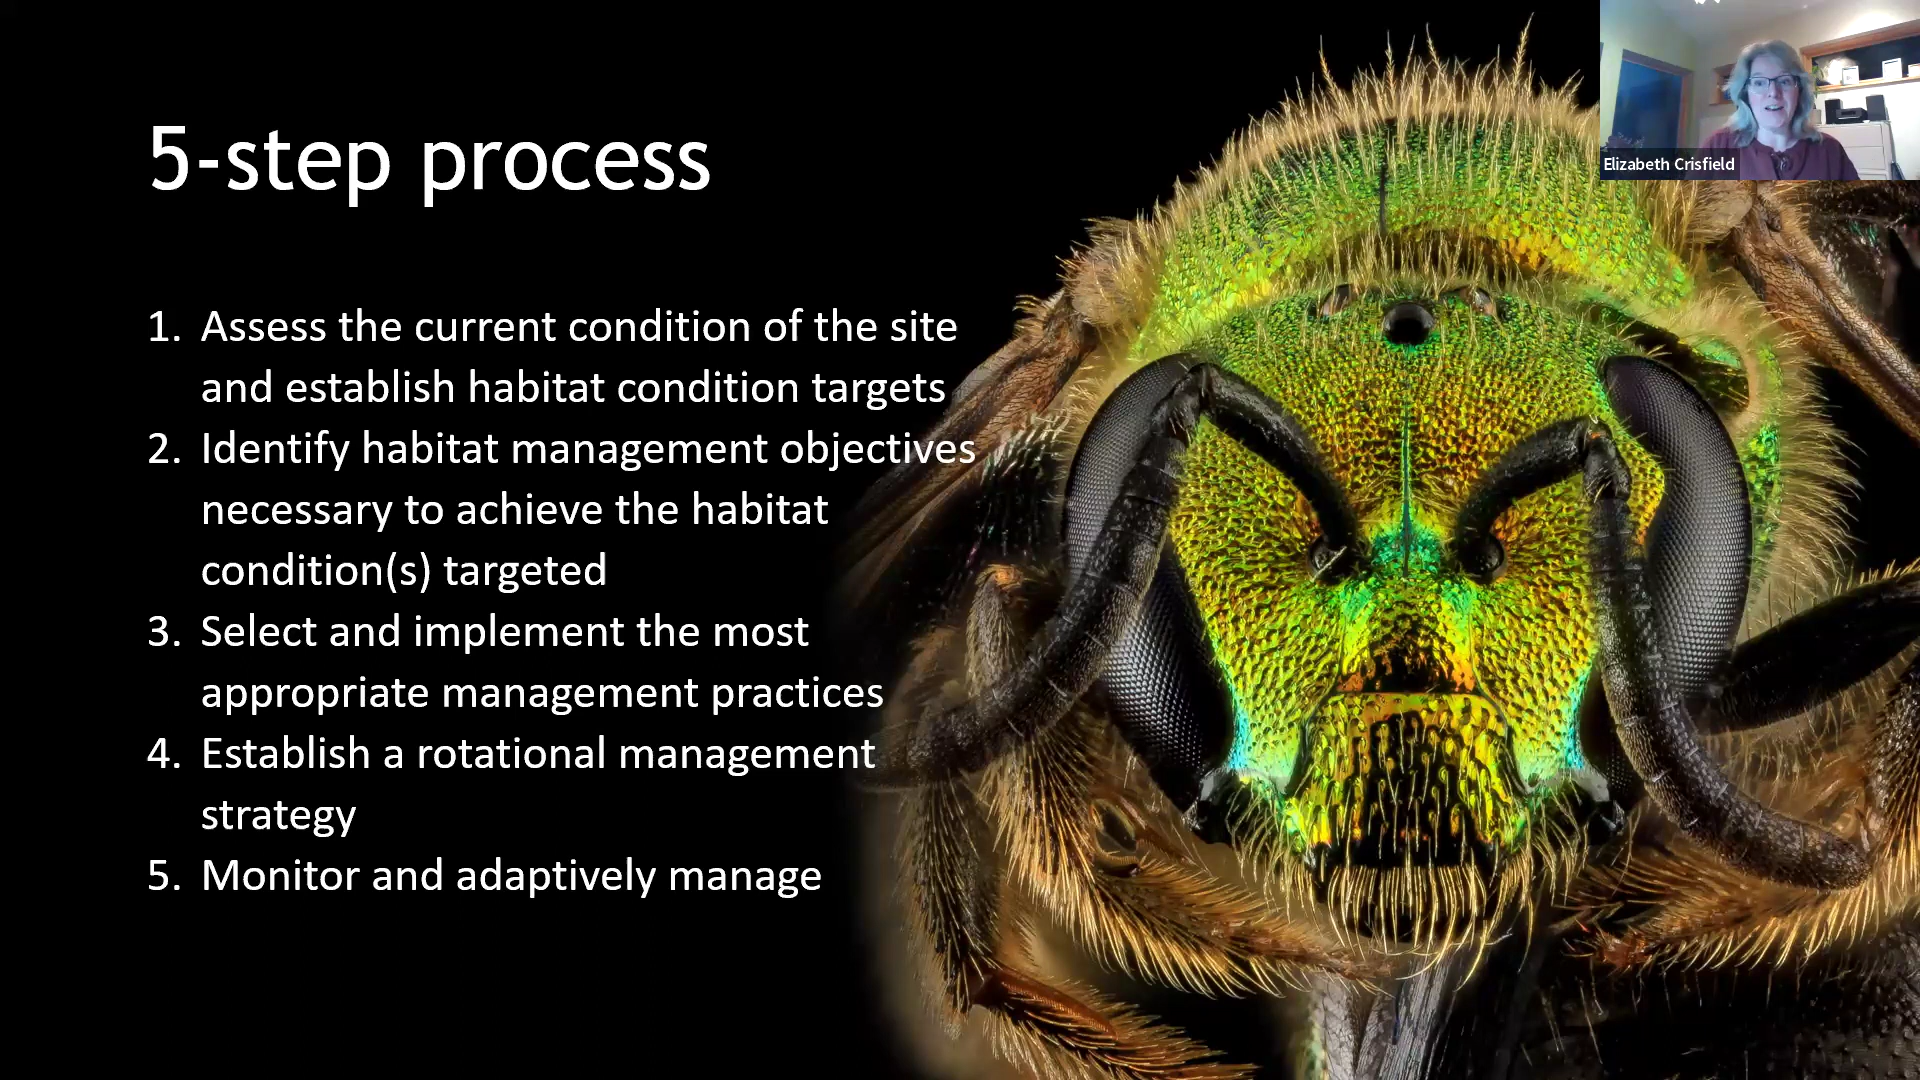 5-step process
1. Assess the current condition of the site
and establish habitat condition targets
2. Identify habitat management objectives
necessary to achieve the habitat
condition(s) targeted
3. Select and implement the most
appropriate management practices
4. Establish a rotational management
strategy
5. Monitor and adaptively manage
Elizabeth Crisfield